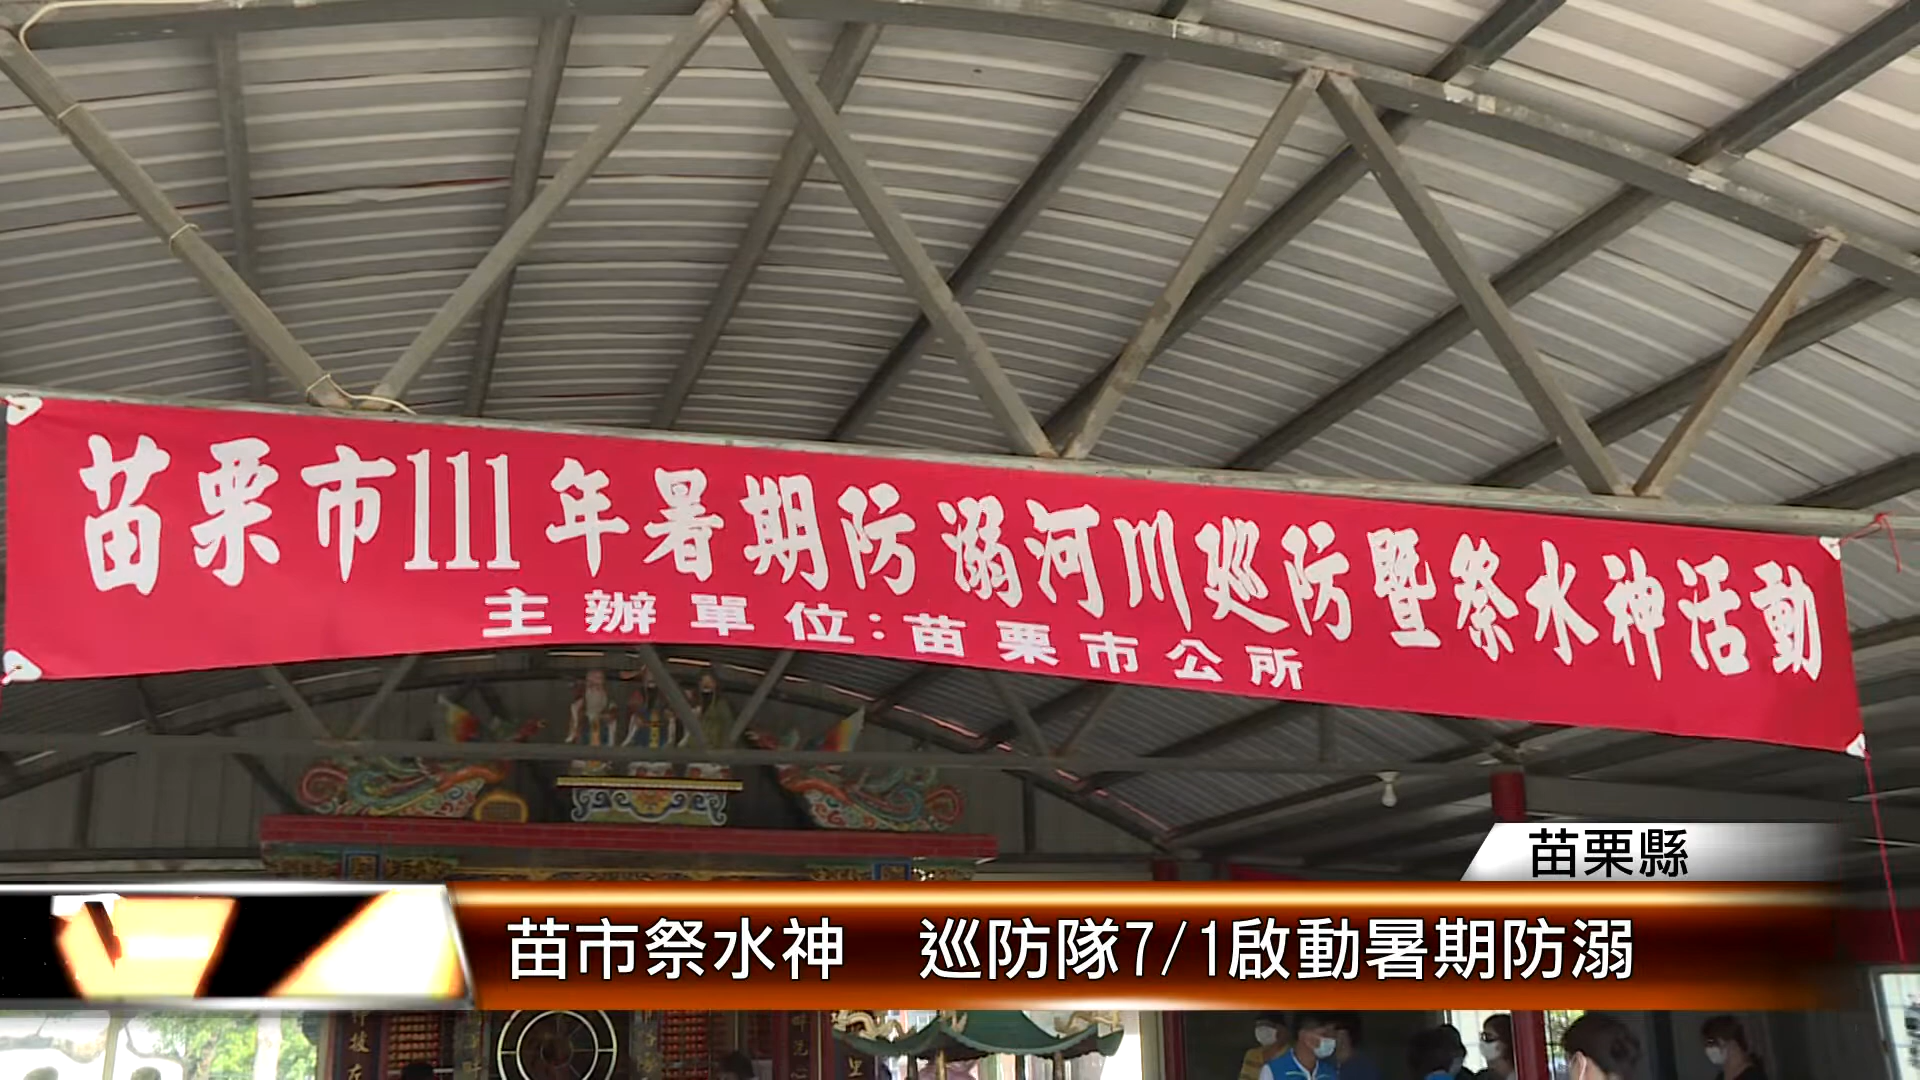 苗栗市111年暑期防溺河川巡防暨祭水神活動
主辦單位:苗栗市公所
苗栗縣
苗市祭水神　巡防隊7/1啟動暑期防溺